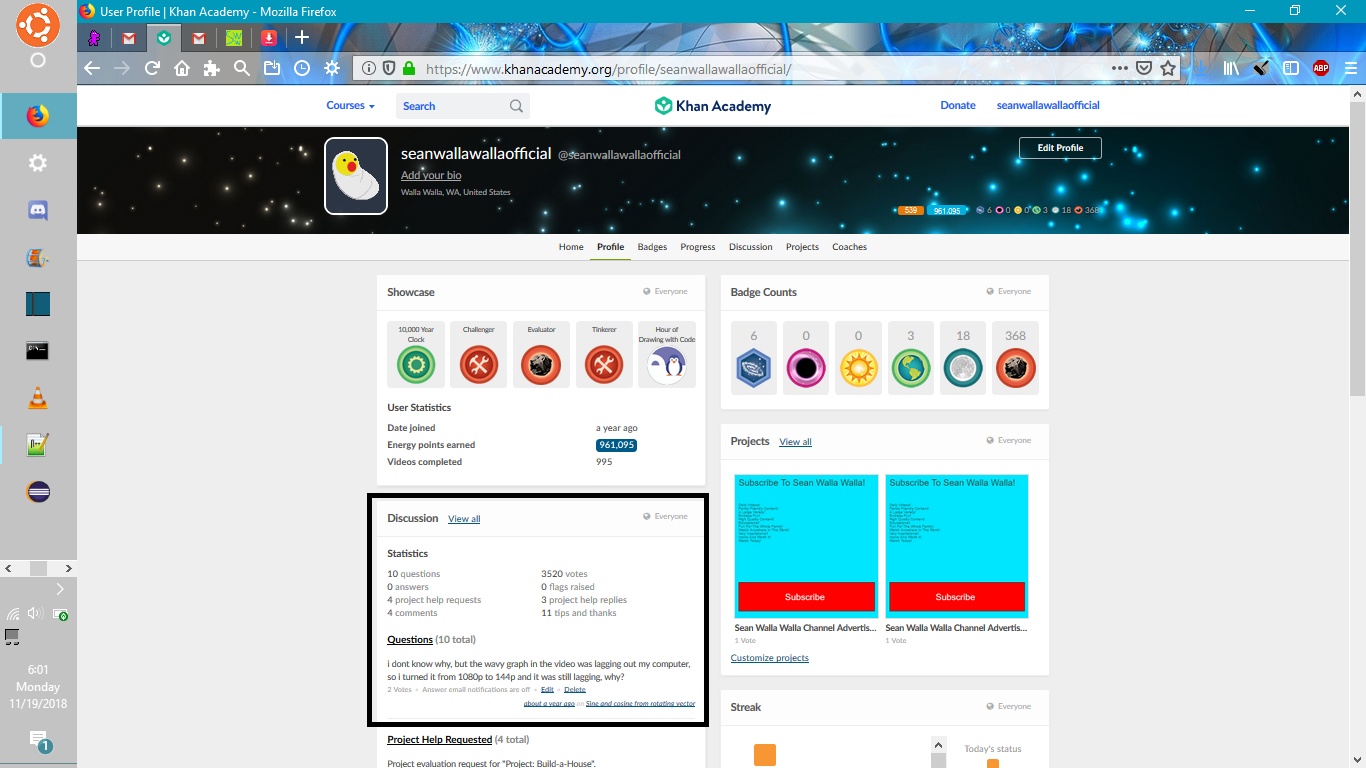 User Profile | Khan Academy - Mozilla Firefox
https://www.khanacademy.org/profile/seanwallawallaofficial/
ABP
Courses
Search
Khan Academy
Donate
seanwallawallaofficial
seanwallawallaofficial @seanwallawallaofficial
Edit Profile
Add your bio
Walla Walla, WA, United States
539 961,095 6 0 0 3 18 368
Home Profile Badges Progress Discussion Projects Coaches
Showcase Everyone
10,000 Year Clock
Challenger
Evaluator
Tinkerer
Hour of Drawing with Code
User Statistics
Date joined a year ago
Energy points earned 961,095
Videos completed 995
Badge Counts Everyone
6 0 0 3 18 368
Projects View all Everyone
Subscribe To Sean Walla Walla!
Subscribe
Sean Walla Walla Channel Advertis...
1 Vote
Subscribe To Sean Walla Walla!
Subscribe
Sean Walla Walla Channel Advertis...
1 Vote
Customize projects
Discussion View all Everyone
Statistics
10 questions 3520 votes
0 answers 0 flags raised
4 project help requests 3 project help replies
4 comments 11 tips and thanks
Questions (10 total)
i dont know why, but the wavy graph in the video was lagging out my computer,
so i turned it from 1080p to 144p and it was still lagging, why?
2 Votes • Answer email notifications are off • Edit • Delete
about a year ago on Sine and cosine from rotating vector
Project Help Requested (4 total)
Project evaluation request for "Project: Build-a-House".
Streak Everyone
Today's status
6:01
Monday
11/19/2018
1